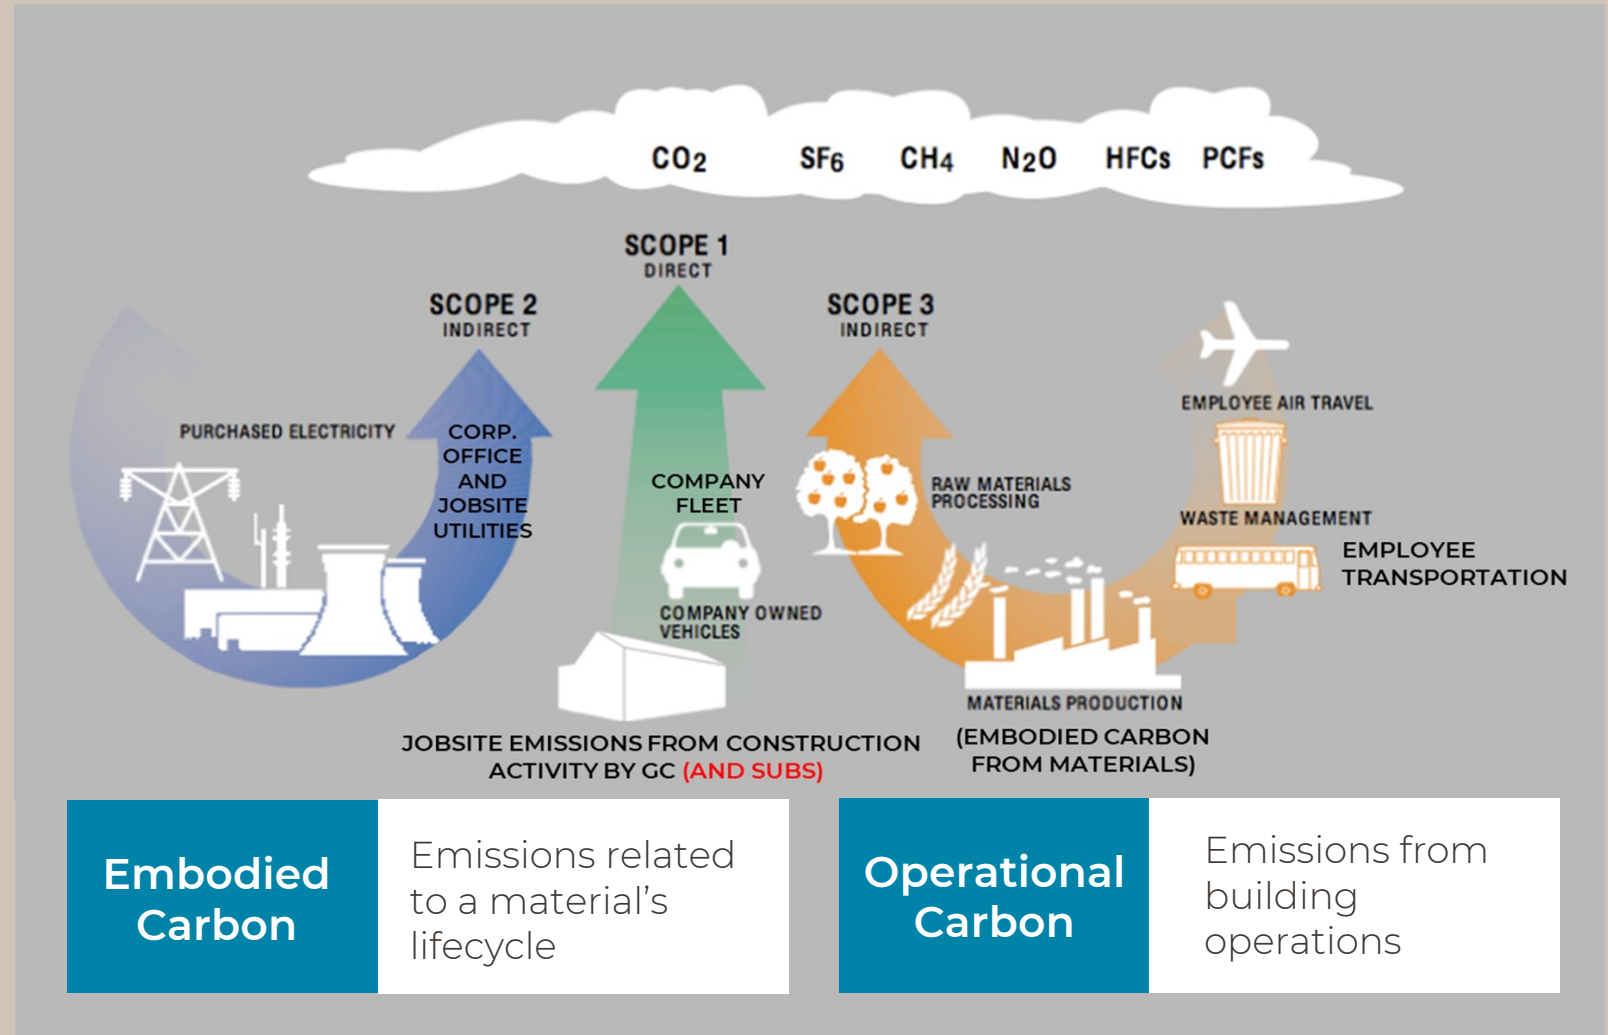 CO2 SF6 CH4 N2O HFCs PCFs
SCOPE 1
DIRECT
SCOPE 2
INDIRECT
SCOPE 3
INDIRECT
PURCHASED ELECTRICITY
CORP.
OFFICE
AND
JOBSITE
UTILITIES
COMPANY
FLEET
COMPANY OWNED
VEHICLES
JOBSITE EMISSIONS FROM CONSTRUCTION
ACTIVITY BY GC (AND SUBS)
RAW MATERIALS
PROCESSING
MATERIALS PRODUCTION
(EMBODIED CARBON
FROM MATERIALS)
EMPLOYEE AIR TRAVEL
WASTE MANAGEMENT
EMPLOYEE
TRANSPORTATION
Embodied
Carbon
Emissions related
to a material’s
lifecycle
Operational
Carbon
Emissions from
building
operations